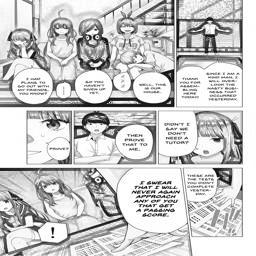 SINCE I AM A
KIND MAN, I
WILL OVER-
LOOK THE
NASTY BUSI-
NESS THAT
OCCURRED
YESTERDAY.
THANK YOU
FOR ASSEM-
BLING
HERE
TODAY!
WELL, THIS
IS OUR
HOUSE.
SO YOU
HAVEN'T
GIVEN UP
YET.
I HAD
PLANS TO
GO OUT WITH
MY FRIENDS,
YOU KNOW?
DIDN'T I
SAY WE
DON'T
NEED A
TUTOR?
THEN
PROVE
THAT TO
ME.
PROVE?
THESE ARE
THE TESTS
YOU DIDN'T
COMPLETE
YESTER-
DAY.
I SWEAR
THAT I WILL
NEVER AGAIN
APPROACH
ANY OF YOU
THAT GET
A PASSING
SCORE.
!